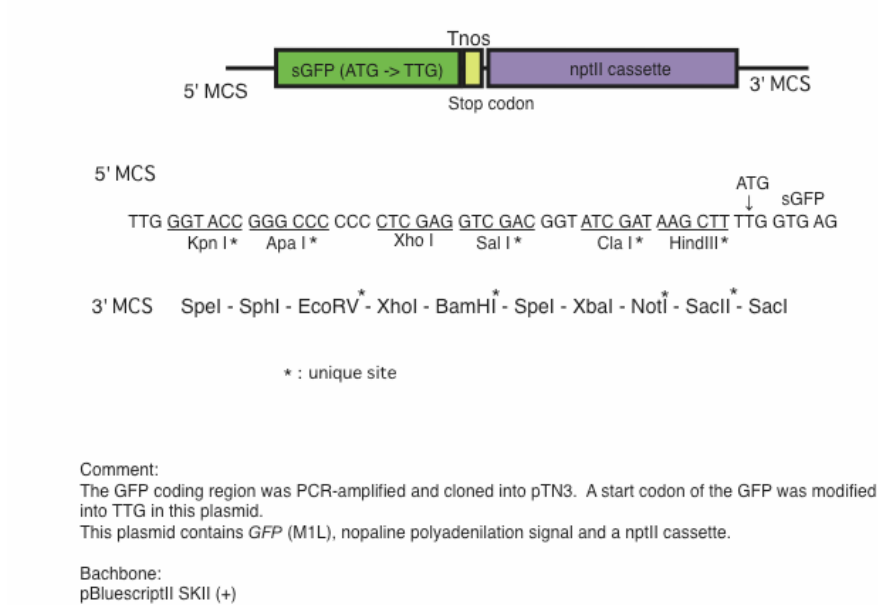 Tnos
sGFP (ATG -> TTG)
nptII cassette
5' MCS
3' MCS
Stop codon
5' MCS
ATG
↓
sGFP
TTG GGT ACC GGG CCC CCC CTC GAG GTC GAC GGT ATC GAT AAG CTT TTG GTG AG
Kpn I* Apa I* Xho I Sal I* Cla I* HindIII*
3' MCS SpeI - SphI - EcoRV* - XhoI - BamHI* - SpeI - XbaI - NotI* - SacII* - SacI
* : unique site
Comment:
The GFP coding region was PCR-amplified and cloned into pTN3. A start codon of the GFP was modified
into TTG in this plasmid.
This plasmid contains GFP (M1L), nopaline polyadenilation signal and a nptII cassette.
Bachbone:
pBluescriptII SKII (+)